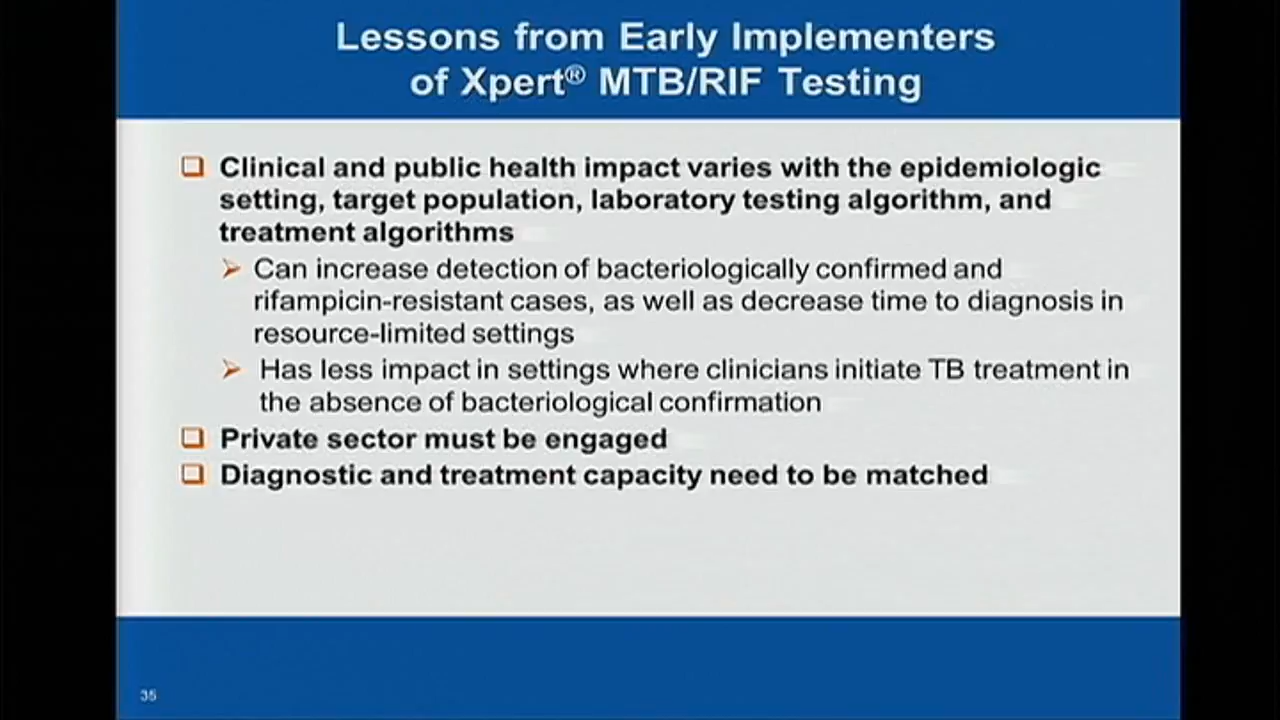 Lessons from Early Implementers
of Xpert® MTB/RIF Testing
Clinical and public health impact varies with the epidemiologic
setting, target population, laboratory testing algorithm, and
treatment algorithms
Can increase detection of bacteriologically confirmed and
rifampicin-resistant cases, as well as decrease time to diagnosis in
resource-limited settings
Has less impact in settings where clinicians initiate TB treatment in
the absence of bacteriological confirmation
Private sector must be engaged
Diagnostic and treatment capacity need to be matched
35